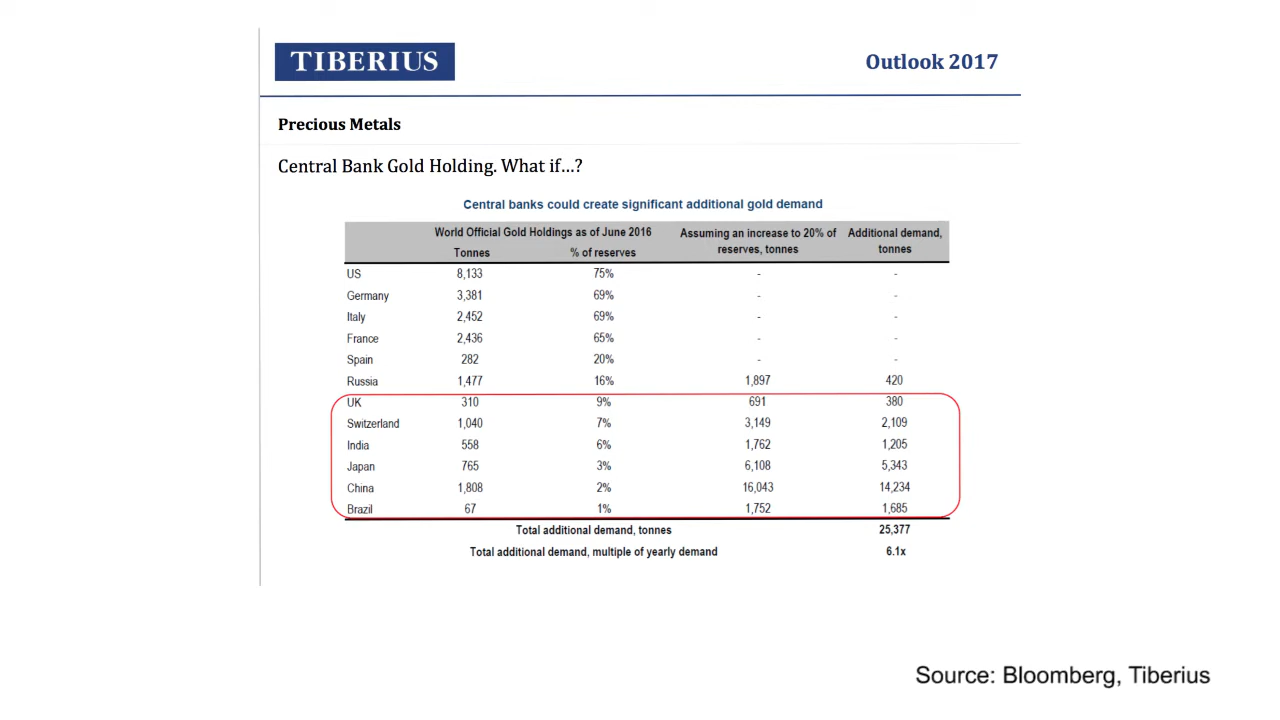 TIBERIUS
Outlook 2017
Precious Metals
Central Bank Gold Holding. What if...?
Central banks could create significant additional gold demand
World Official Gold Holdings as of June 2016 Assuming an increase to 20% of Additional demand,
Tonnes % of reserves reserves, tonnes tonnes
US 8,133 75% - -
Germany 3,381 69% - -
Italy 2,452 69% - -
France 2,436 65% - -
Spain 282 20% - -
Russia 1,477 16% 1,897 420
UK 310 9% 691 380
Switzerland 1,040 7% 3,149 2,109
India 558 6% 1,762 1,205
Japan 765 3% 6,108 5,343
China 1,808 2% 16,043 14,234
Brazil 67 1% 1,752 1,685
Total additional demand, tonnes 25,377
Total additional demand, multiple of yearly demand 6.1x
Source: Bloomberg, Tiberius